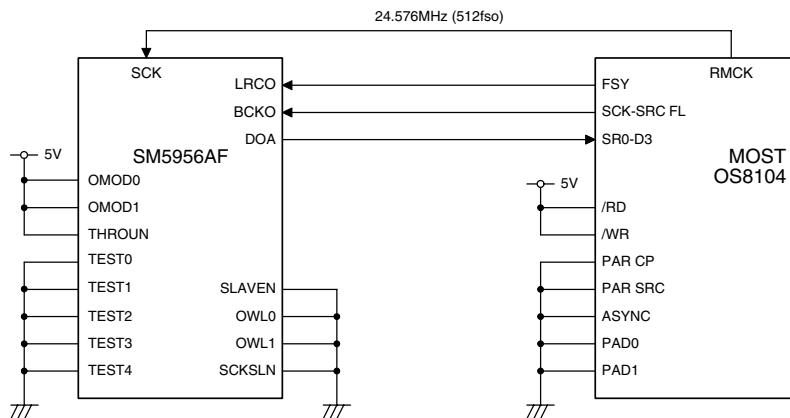 24.576MHz (512fso)
SCK
RMCK
LRCO
FSY
BCKO
SCK-SRC FL
DOA
SR0-D3
SM5956AF
MOST
OS8104
5V
5V
OMOD0
OMOD1
/RD
THROUN
/WR
TEST0
PAR CP
TEST1
SLAVEN
PAR SRC
TEST2
OWL0
ASYNC
TEST3
OWL1
PAD0
TEST4
SCKSLN
PAD1